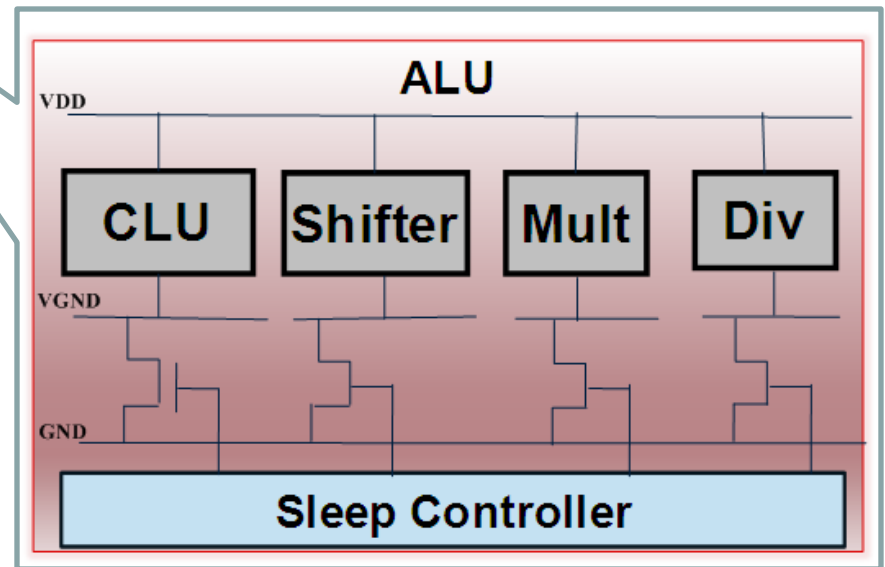 ALU
VDD
CLU
Shifter
Mult
Div
VGND
GND
Sleep Controller